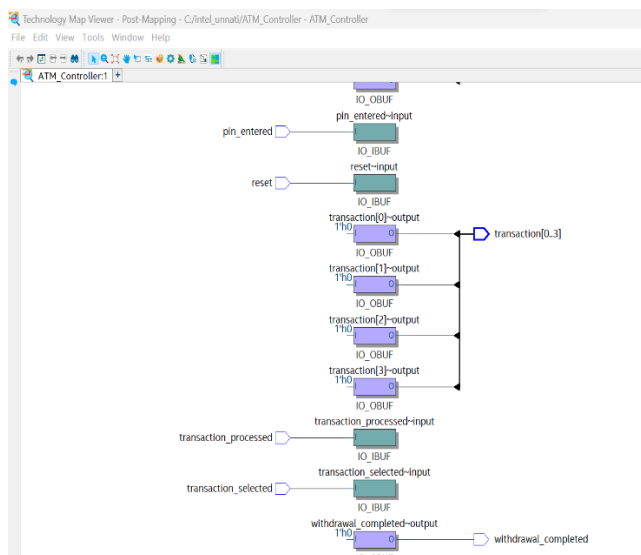 Technology Map Viewer - Post-Mapping - C:/intel_unnati/ATM_Controller - ATM_Controller
File Edit View Tools Window Help
ATM_Controller:1
IO_OBUF
pin_entered~input
pin_entered
I
IO_IBUF
reset~input
reset
I
IO_IBUF
transaction[0]~output
1'h0 I O
transaction[0..3]
IO_OBUF
transaction[1]~output
1'h0 I O
IO_OBUF
transaction[2]~output
1'h0 I O
IO_OBUF
transaction[3]~output
1'h0 I O
IO_OBUF
transaction_processed~input
transaction_processed
I
IO_IBUF
transaction_selected~input
transaction_selected
I
IO_IBUF
withdrawal_completed~output
1'h0 I O
withdrawal_completed